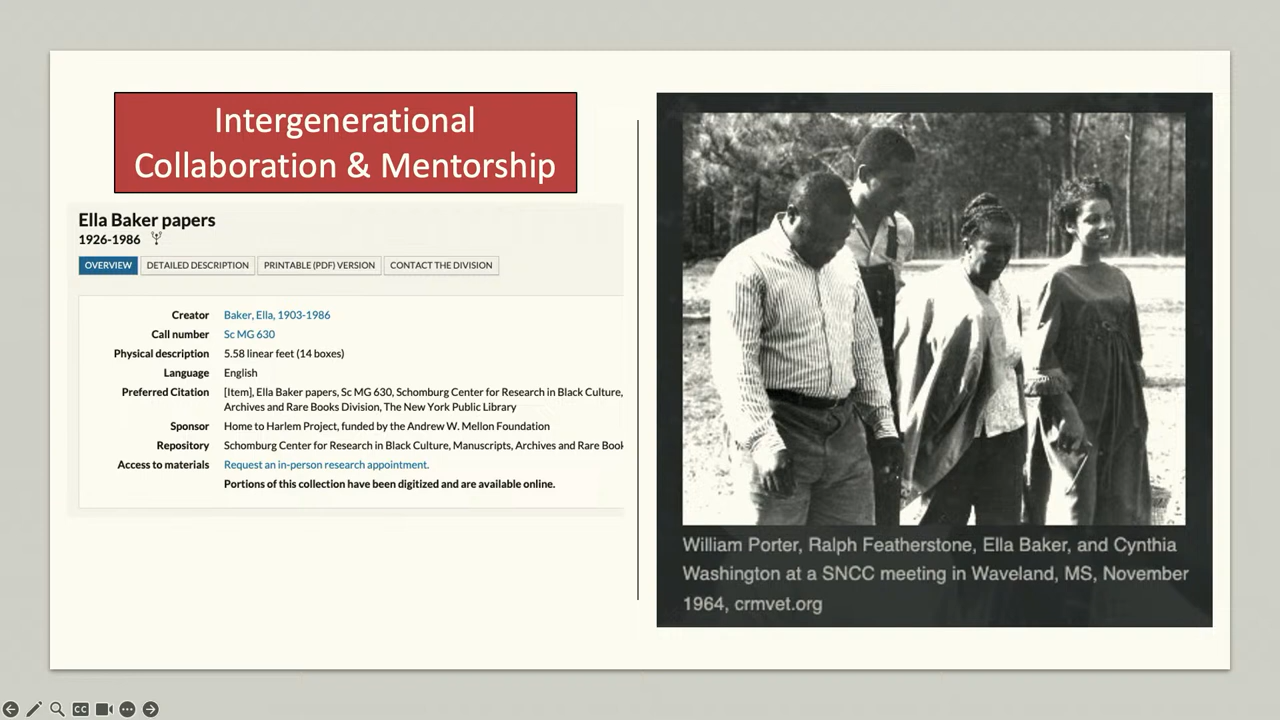 Intergenerational
Collaboration & Mentorship
Ella Baker papers
1926-1986
OVERVIEW DETAILED DESCRIPTION PRINTABLE (PDF) VERSION CONTACT THE DIVISION
Creator Baker, Ella, 1903-1986
Call number Sc MG 630
Physical description 5.58 linear feet (14 boxes)
Language English
Preferred Citation [Item], Ella Baker papers, Sc MG 630, Schomburg Center for Research in Black Culture,
Archives and Rare Books Division, The New York Public Library
Sponsor Home to Harlem Project, funded by the Andrew W. Mellon Foundation
Repository Schomburg Center for Research in Black Culture, Manuscripts, Archives and Rare Book
Access to materials Request an in-person research appointment.
Portions of this collection have been digitized and are available online.
William Porter, Ralph Featherstone, Ella Baker, and Cynthia
Washington at a SNCC meeting in Waveland, MS, November
1964, crmvet.org
CC